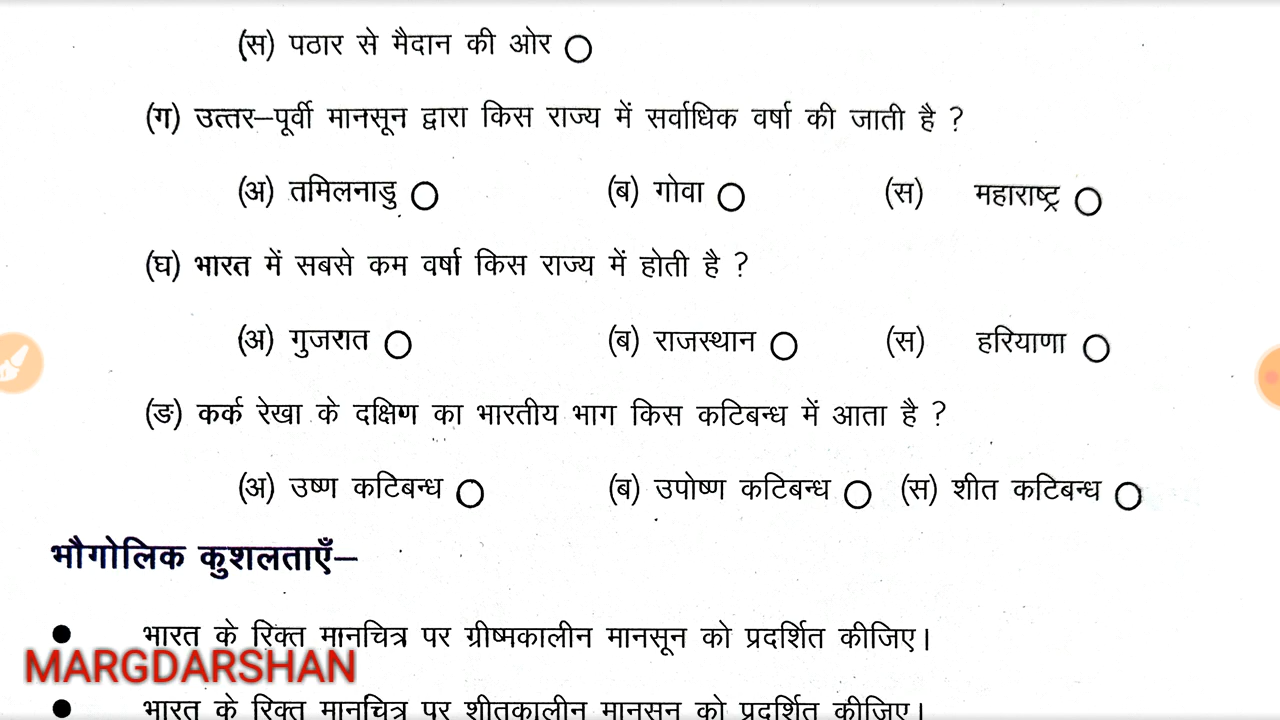 (स) पठार से मैदान की ओर
(ग) उत्तर–पूर्वी मानसून द्वारा किस राज्य में सर्वाधिक वर्षा की जाती है ?
(अ) तमिलनाडु (ब) गोवा (स) महाराष्ट्र
(घ) भारत में सबसे कम वर्षा किस राज्य में होती है ?
(अ) गुजरात (ब) राजस्थान (स) हरियाणा
(ङ) कर्क रेखा के दक्षिण का भारतीय भाग किस कटिबन्ध में आता है ?
(अ) उष्ण कटिबन्ध (ब) उपोष्ण कटिबन्ध (स) शीत कटिबन्ध
भौगोलिक कुशलताएँ–
● भारत के रिक्त मानचित्र पर ग्रीष्मकालीन मानसून को प्रदर्शित कीजिए।
MARGDARSHAN
● भारत के रिक्त मानचित्र पर शीतकालीन मानसून को प्रदर्शित कीजिए।